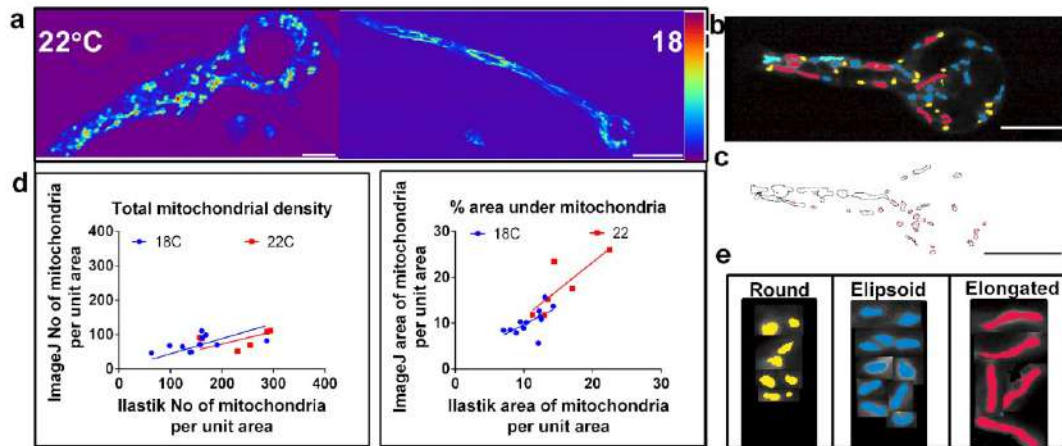 a
22°C
18
b
c
d
Total mitochondrial density
18C
22C
ImageJ No of mitochondria
per unit area
400
300
200
100
0
0
100
200
300
400
Ilastik No of mitochondria
per unit area
% area under mitochondria
18C
22
ImageJ area of mitochondria
per unit area
30
20
10
0
0
10
20
30
Ilastik area of mitochondria
per unit area
e
Round
Elipsoid
Elongated